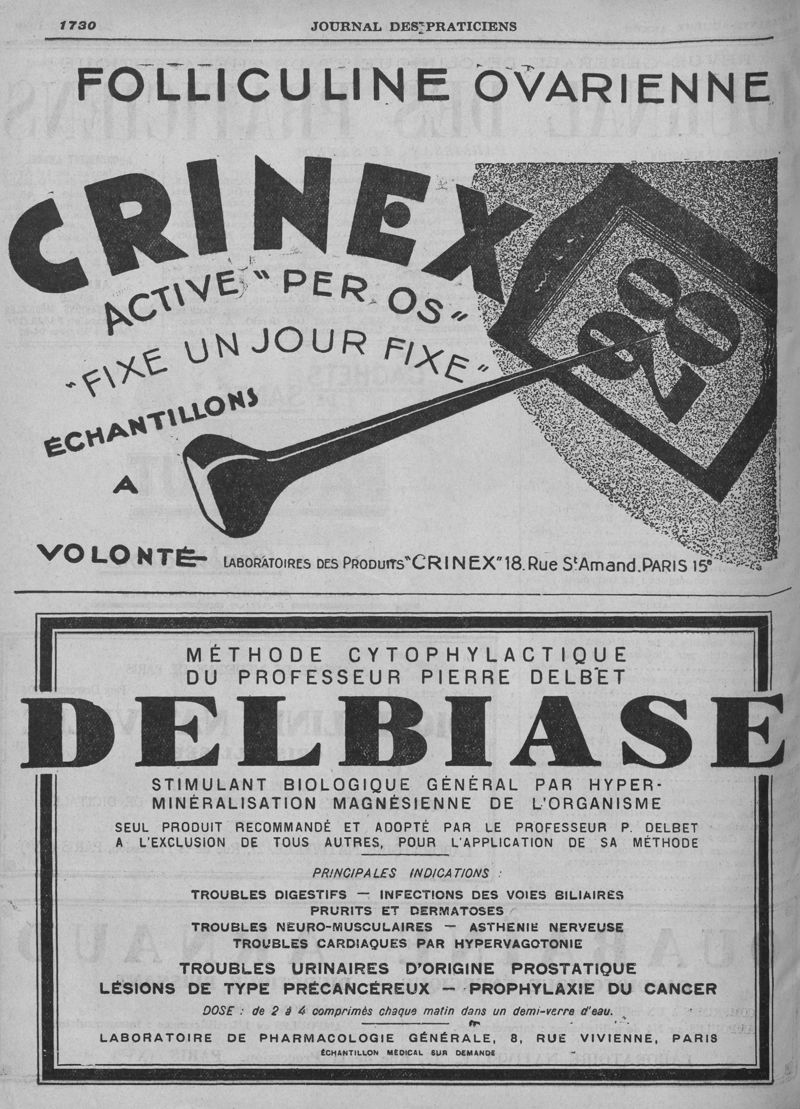 1730
JOURNAL DES PRATICIENS
FOLLICULINE OVARIENNE
CRINEX
ACTIVE "PER OS"
"FIXE UN JOUR FIXE"
28
ÉCHANTILLONS
A
VOLONTÉ
LABORATOIRES DES PRODUITS "CRINEX" 18. Rue St Amand. PARIS 15e
MÉTHODE CYTOPHYLACTIQUE
DU PROFESSEUR PIERRE DELBET
DELBIASE
STIMULANT BIOLOGIQUE GÉNÉRAL PAR HYPER-
MINÉRALISATION MAGNÉSIENNE DE L'ORGANISME
SEUL PRODUIT RECOMMANDÉ ET ADOPTÉ PAR LE PROFESSEUR P. DELBET
A L'EXCLUSION DE TOUS AUTRES, POUR L'APPLICATION DE SA MÉTHODE
PRINCIPALES INDICATIONS :
TROUBLES DIGESTIFS — INFECTIONS DES VOIES BILIAIRES
PRURITS ET DERMATOSES
TROUBLES NEURO-MUSCULAIRES — ASTHENIE NERVEUSE
TROUBLES CARDIAQUES PAR HYPERVAGOTONIE
TROUBLES URINAIRES D'ORIGINE PROSTATIQUE
LÉSIONS DE TYPE PRÉCANCÉREUX — PROPHYLAXIE DU CANCER
DOSE : de 2 à 4 comprimés chaque matin dans un demi-verre d'eau.
LABORATOIRE DE PHARMACOLOGIE GÉNÉRALE, 8, RUE VIVIENNE, PARIS
ÉCHANTILLON MÉDICAL SUR DEMANDE